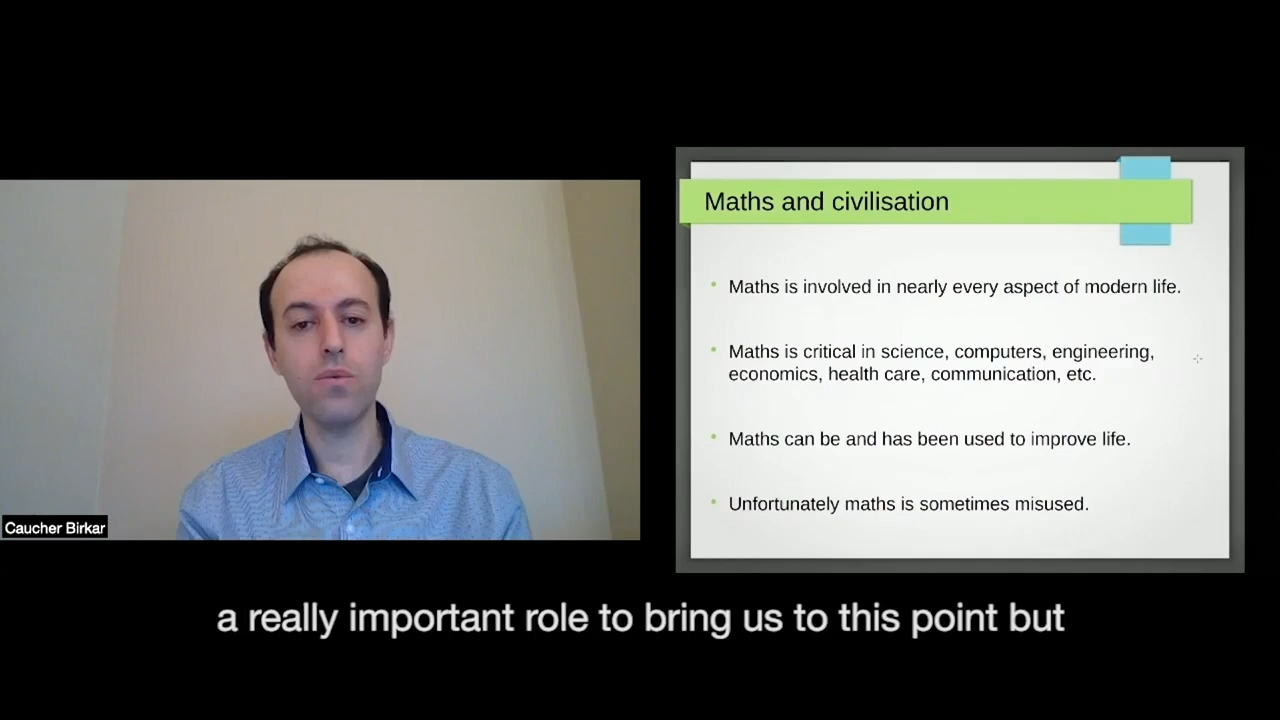 Maths and civilisation
Maths is involved in nearly every aspect of modern life.
Maths is critical in science, computers, engineering,
economics, health care, communication, etc.
Maths can be and has been used to improve life.
Unfortunately maths is sometimes misused.
Caucher Birkar
a really important role to bring us to this point but